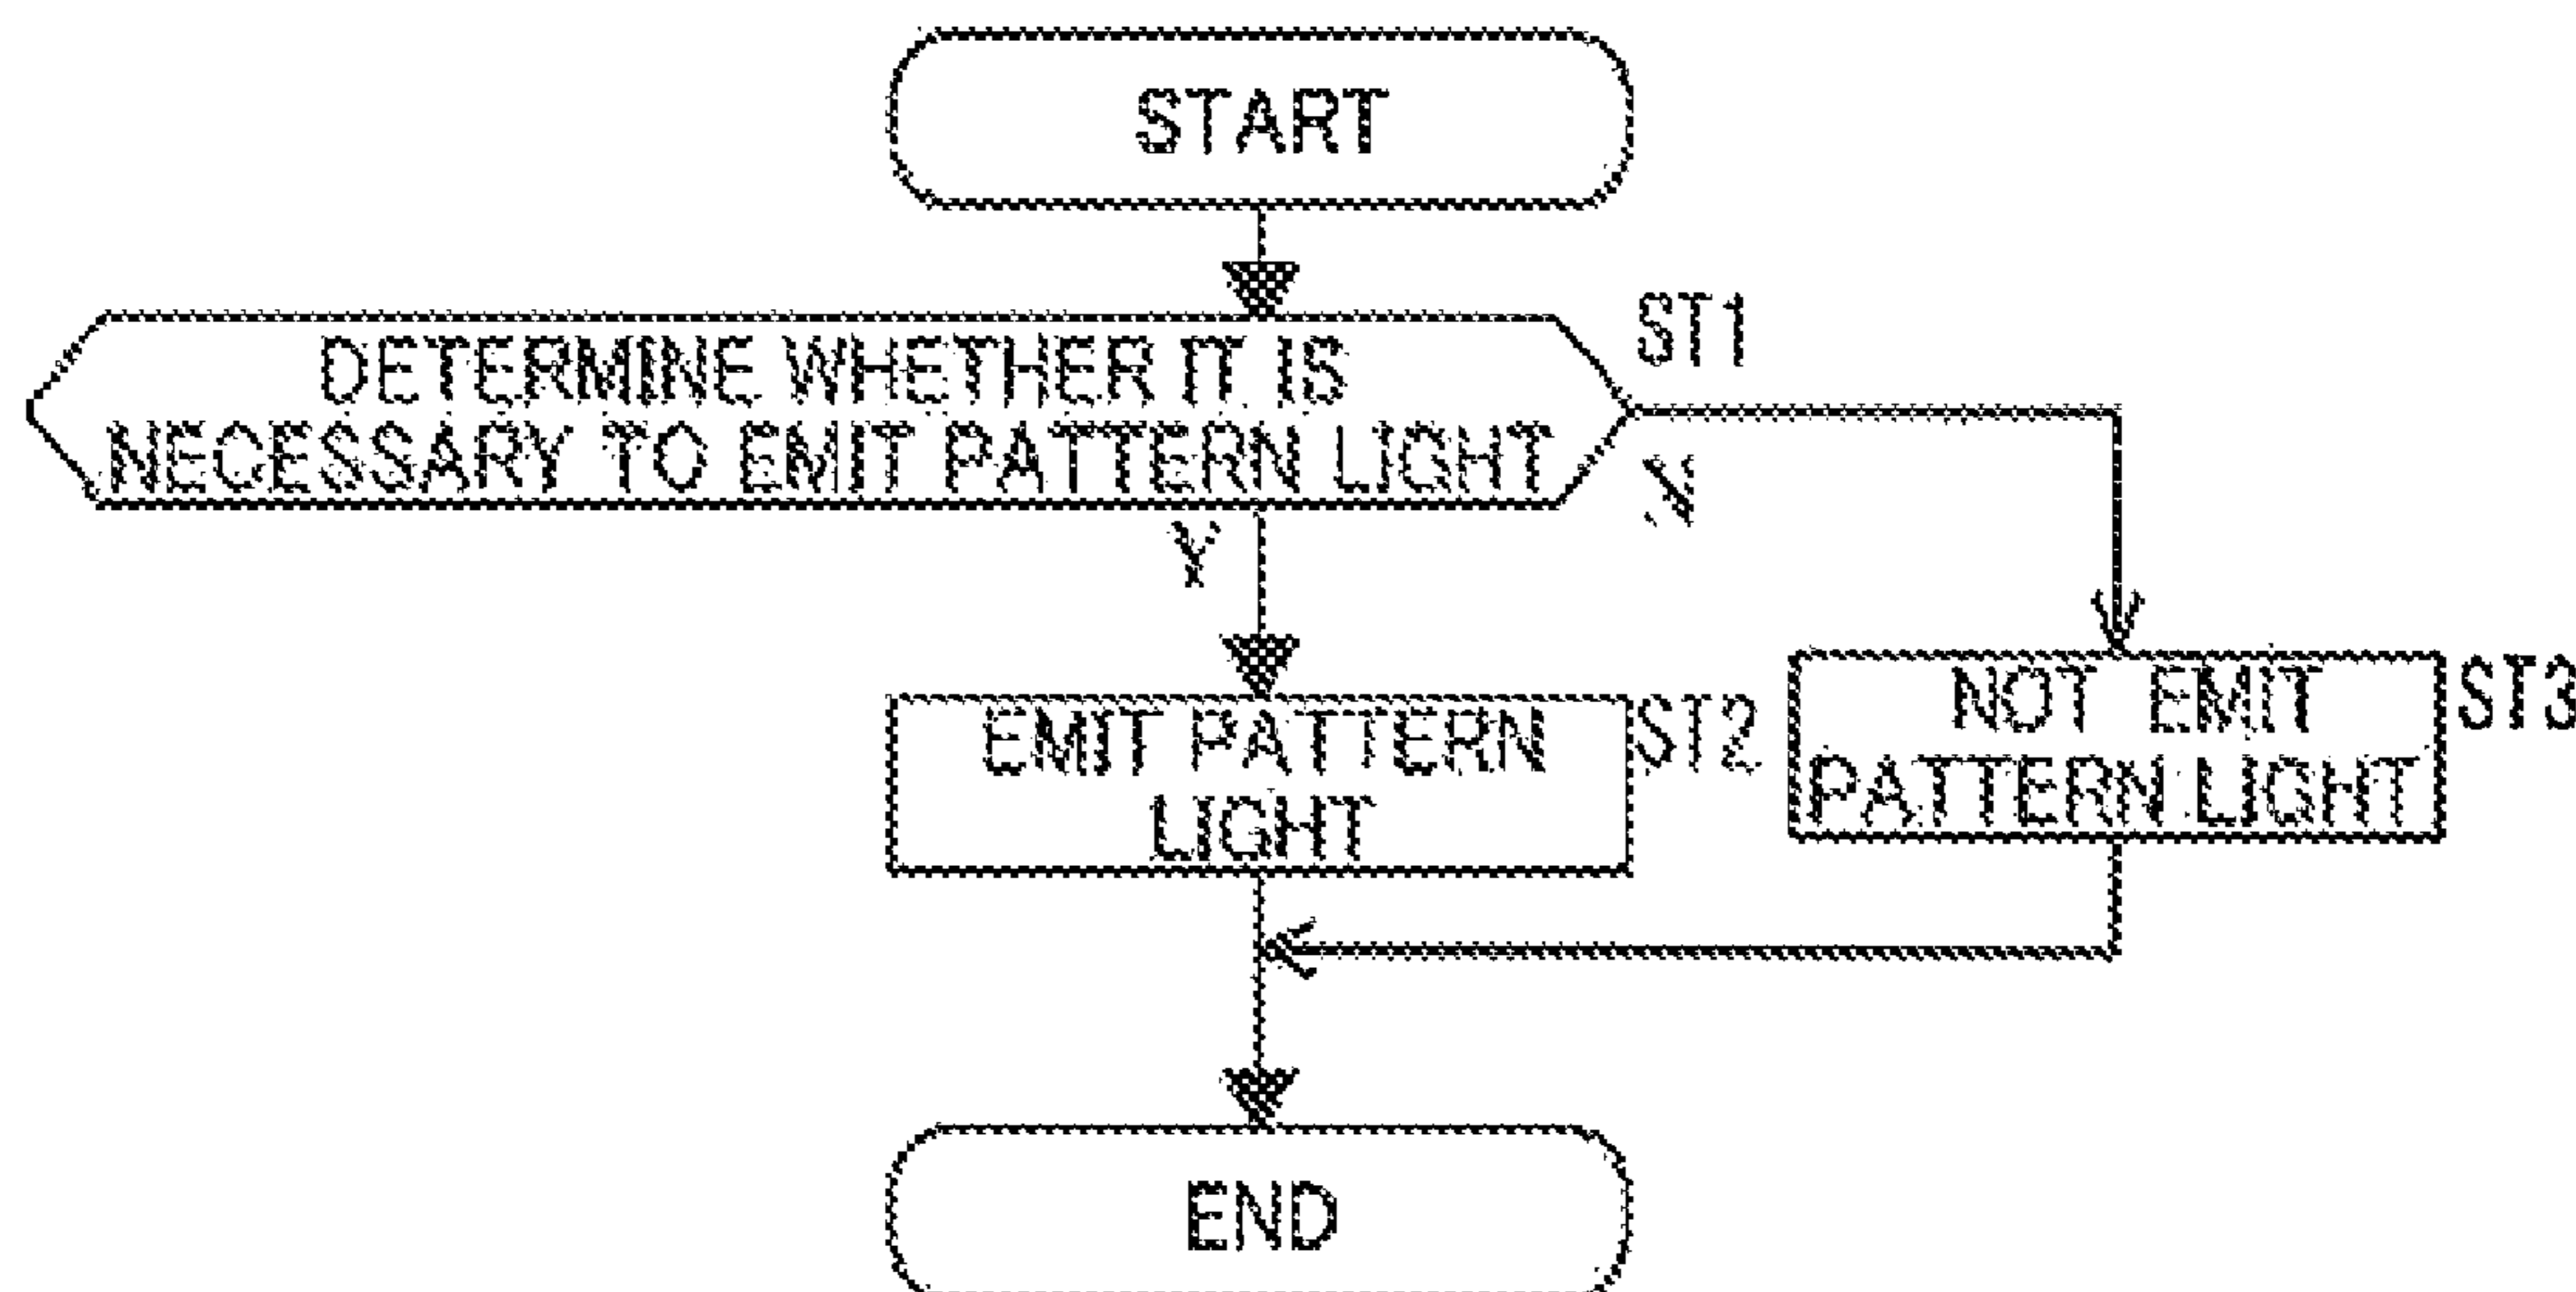 START
DETERMINE WHETHER IT IS
NECESSARY TO EMIT PATTERN LIGHT
ST1
N
Y
EMIT PATTERN
LIGHT
ST2
NOT EMIT
PATTERN LIGHT
ST3
END